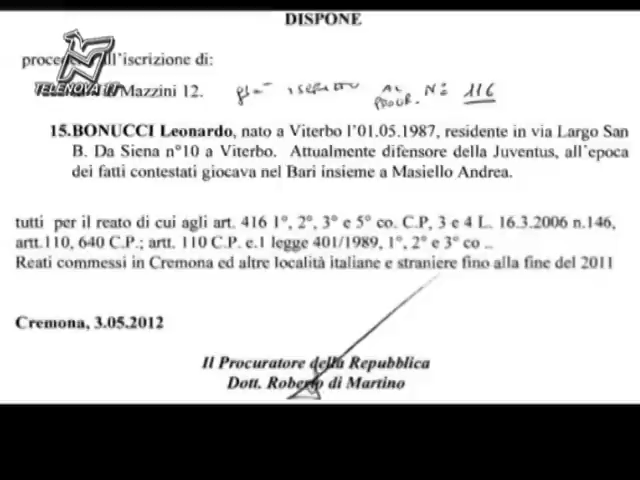 DISPONE
proce all'iscrizione di:
TELENOVA
Mazzini 12. già iscritto AL PROCR. N° 116
15.BONUCCI Leonardo, nato a Viterbo l'01.05.1987, residente in via Largo San
B. Da Siena n°10 a Viterbo. Attualmente difensore della Juventus, all'epoca
dei fatti contestati giocava nel Bari insieme a Masiello Andrea.
tutti per il reato di cui agli art. 416 1°, 2°, 3° e 5° co. C.P, 3 e 4 L. 16.3.2006 n.146,
artt.110, 640 C.P.; artt. 110 C.P. e.1 legge 401/1989, 1°, 2° e 3° co ..
Reati commessi in Cremona ed altre località italiane e straniere fino alla fine del 2011
Cremona, 3.05.2012
Il Procuratore della Repubblica
Dott. Roberto di Martino